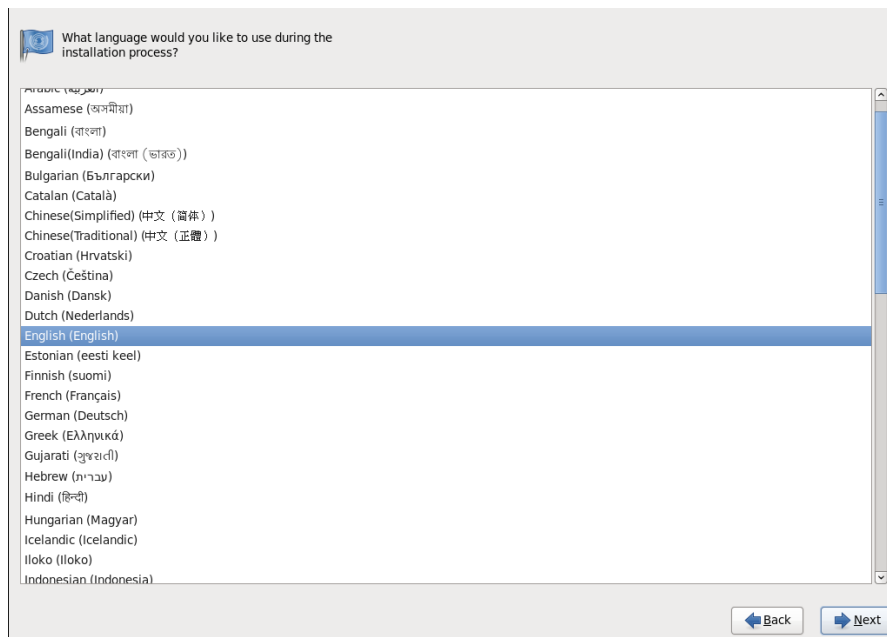 What language would you like to use during the
installation process?
Arabic (العربية)
Assamese (অসমীয়া)
Bengali (বাংলা)
Bengali(India) (বাংলা (ভারত))
Bulgarian (Български)
Catalan (Català)
Chinese(Simplified) (中文（简体）)
Chinese(Traditional) (中文（正體）)
Croatian (Hrvatski)
Czech (Čeština)
Danish (Dansk)
Dutch (Nederlands)
English (English)
Estonian (eesti keel)
Finnish (suomi)
French (Français)
German (Deutsch)
Greek (Ελληνικά)
Gujarati (ગુજરાતી)
Hebrew (עברית)
Hindi (हिन्दी)
Hungarian (Magyar)
Icelandic (Icelandic)
Iloko (Iloko)
Indonesian (Indonesia)
Back
Next